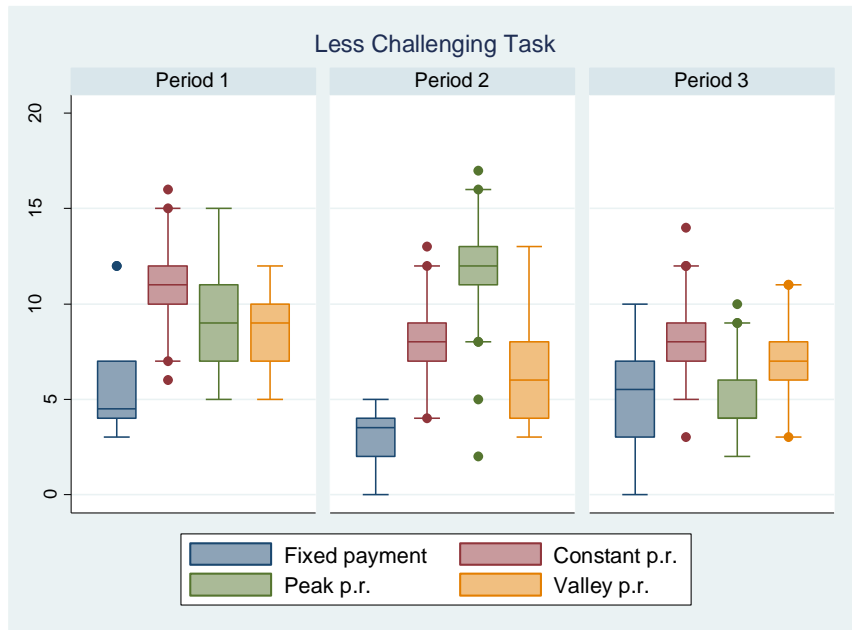 Less Challenging Task
Period 1 Period 2 Period 3
20
15
10
5
0
Fixed payment Constant p.r.
Peak p.r. Valley p.r.